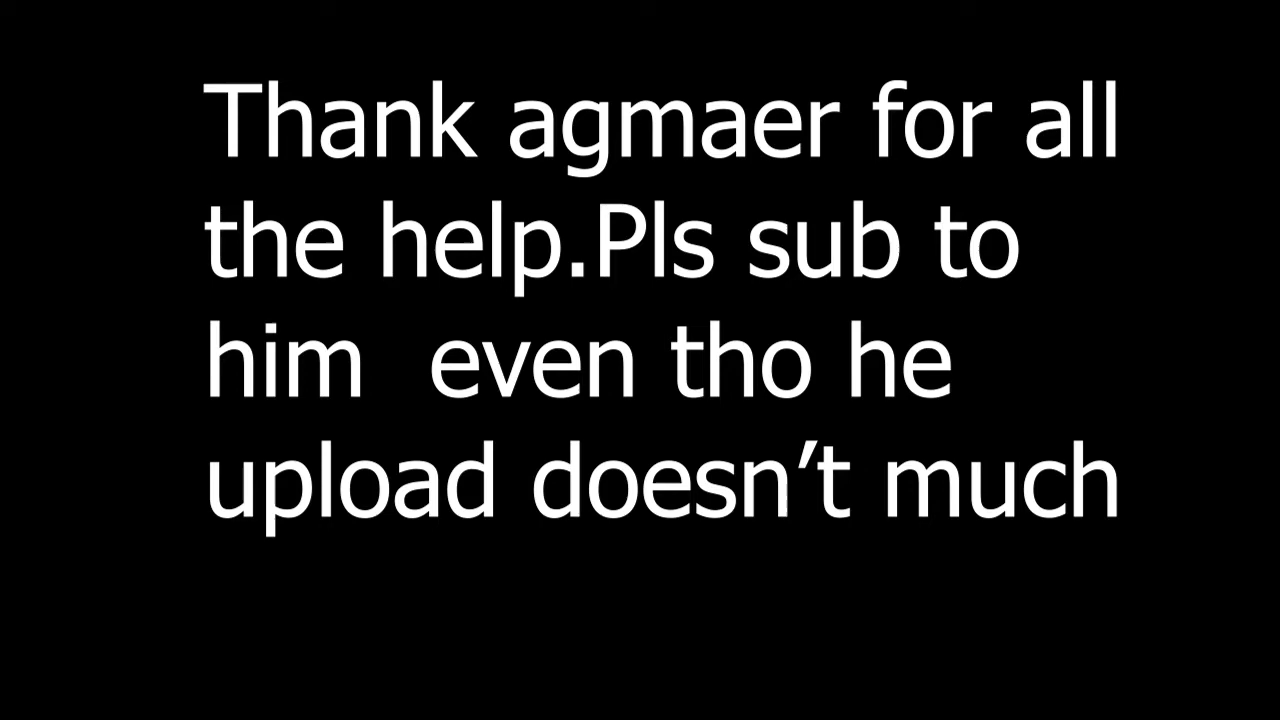 Thank agmaer for all
the help.Pls sub to
him  even tho he
upload doesn’t much